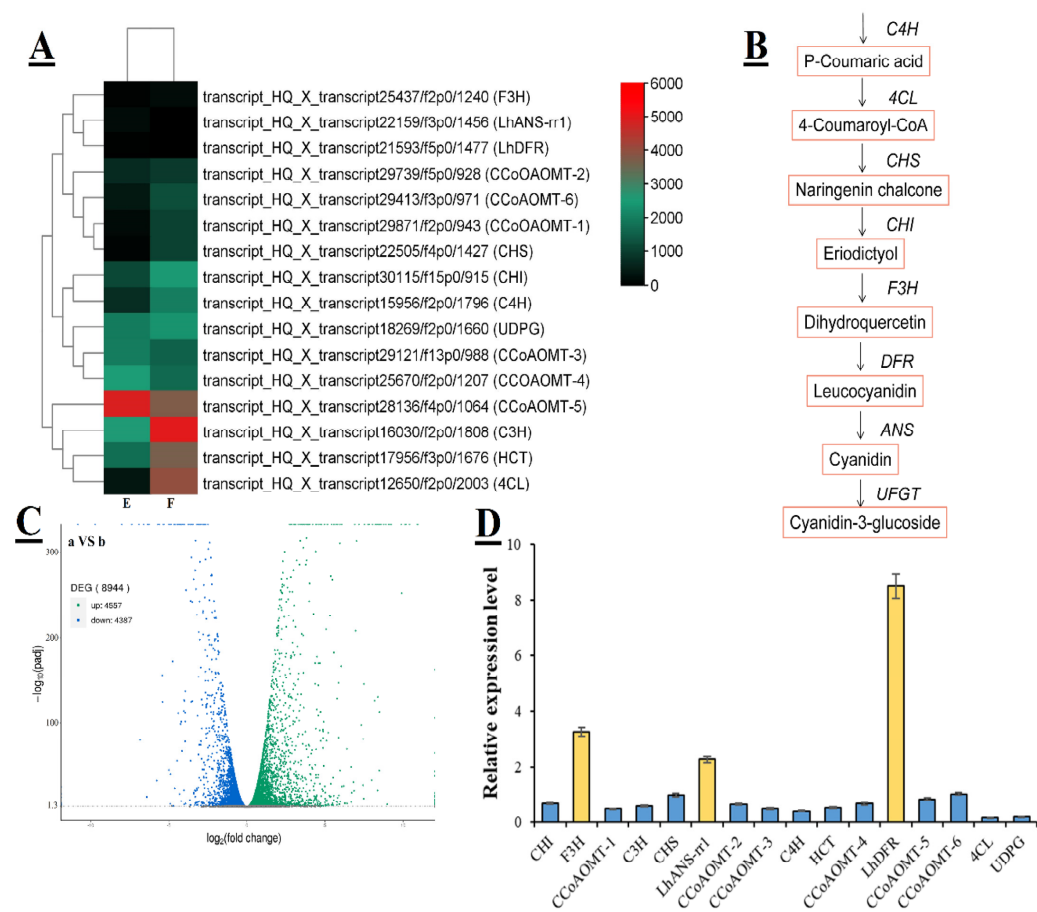 A
transcript_HQ_X_transcript25437/f2p0/1240 (F3H)
transcript_HQ_X_transcript22159/f3p0/1456 (LhANS-rr1)
transcript_HQ_X_transcript21593/f5p0/1477 (LhDFR)
transcript_HQ_X_transcript29739/f5p0/928 (CCoOAOMT-2)
transcript_HQ_X_transcript29413/f3p0/971 (CCoAOMT-6)
transcript_HQ_X_transcript29871/f2p0/943 (CCoOAOMT-1)
transcript_HQ_X_transcript22505/f4p0/1427 (CHS)
transcript_HQ_X_transcript30115/f15p0/915 (CHI)
transcript_HQ_X_transcript15956/f2p0/1796 (C4H)
transcript_HQ_X_transcript18269/f2p0/1660 (UDPG)
transcript_HQ_X_transcript29121/f13p0/988 (CCoAOMT-3)
transcript_HQ_X_transcript25670/f2p0/1207 (CCOAOMT-4)
transcript_HQ_X_transcript28136/f4p0/1064 (CCoAOMT-5)
transcript_HQ_X_transcript16030/f2p0/1808 (C3H)
transcript_HQ_X_transcript17956/f3p0/1676 (HCT)
transcript_HQ_X_transcript12650/f2p0/2003 (4CL)
E F
6000
5000
4000
3000
2000
1000
0
B
C4H
P-Coumaric acid
4CL
4-Coumaroyl-CoA
CHS
Naringenin chalcone
CHI
Eriodictyol
F3H
Dihydroquercetin
DFR
Leucocyanidin
ANS
Cyanidin
UFGT
Cyanidin-3-glucoside
C
a VS b
DEG ( 8944 )
up: 4557
down: 4387
300
200
100
1.3
−log₁₀(padj)
log₂(fold change)
D
Relative expression level
10
8
6
4
2
0
CHI
F3H
CCoAOMT-1
C3H
CHS
LhANS-rr1
CCoAOMT-2
CCoAOMT-3
C4H
HCT
CCoAOMT-4
LhDFR
CCoAOMT-5
CCoAOMT-6
4CL
UDPG